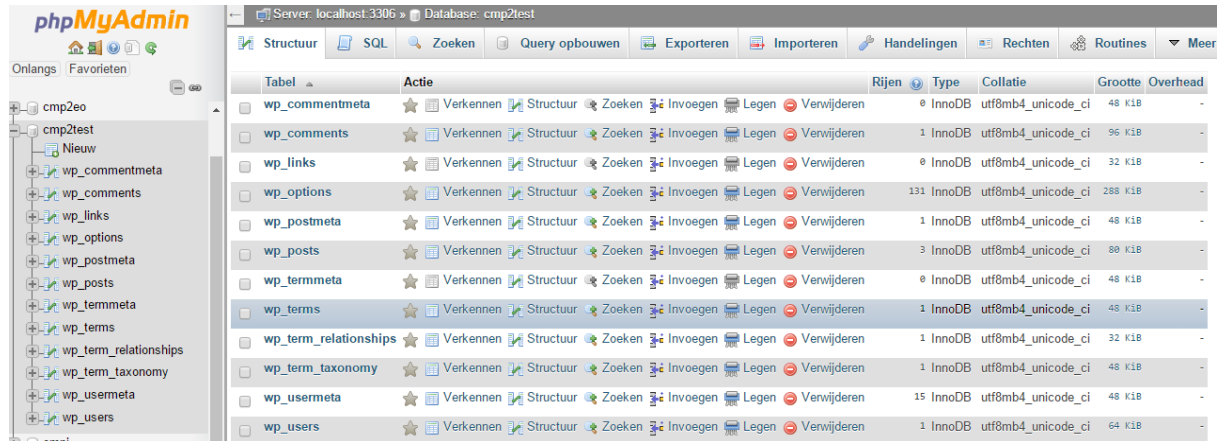 phpMyAdmin
Onlangs Favorieten
cmp2eo
cmp2test
Nieuw
wp_commentmeta
wp_comments
wp_links
wp_options
wp_postmeta
wp_posts
wp_termmeta
wp_terms
wp_term_relationships
wp_term_taxonomy
wp_usermeta
wp_users
Server: localhost:3306 » Database: cmp2test
Structuur SQL Zoeken Query opbouwen Exporteren Importeren Handelingen Rechten Routines Meer
Tabel Actie Rijen Type Collatie Grootte Overhead
wp_commentmeta Verkennen Structuur Zoeken Invoegen Legen Verwijderen 0 InnoDB utf8mb4_unicode_ci 48 KiB -
wp_comments Verkennen Structuur Zoeken Invoegen Legen Verwijderen 1 InnoDB utf8mb4_unicode_ci 96 KiB -
wp_links Verkennen Structuur Zoeken Invoegen Legen Verwijderen 0 InnoDB utf8mb4_unicode_ci 32 KiB -
wp_options Verkennen Structuur Zoeken Invoegen Legen Verwijderen 131 InnoDB utf8mb4_unicode_ci 288 KiB -
wp_postmeta Verkennen Structuur Zoeken Invoegen Legen Verwijderen 1 InnoDB utf8mb4_unicode_ci 48 KiB -
wp_posts Verkennen Structuur Zoeken Invoegen Legen Verwijderen 3 InnoDB utf8mb4_unicode_ci 80 KiB -
wp_termmeta Verkennen Structuur Zoeken Invoegen Legen Verwijderen 0 InnoDB utf8mb4_unicode_ci 48 KiB -
wp_terms Verkennen Structuur Zoeken Invoegen Legen Verwijderen 1 InnoDB utf8mb4_unicode_ci 48 KiB -
wp_term_relationships Verkennen Structuur Zoeken Invoegen Legen Verwijderen 1 InnoDB utf8mb4_unicode_ci 32 KiB -
wp_term_taxonomy Verkennen Structuur Zoeken Invoegen Legen Verwijderen 1 InnoDB utf8mb4_unicode_ci 48 KiB -
wp_usermeta Verkennen Structuur Zoeken Invoegen Legen Verwijderen 15 InnoDB utf8mb4_unicode_ci 48 KiB -
wp_users Verkennen Structuur Zoeken Invoegen Legen Verwijderen 1 InnoDB utf8mb4_unicode_ci 64 KiB -